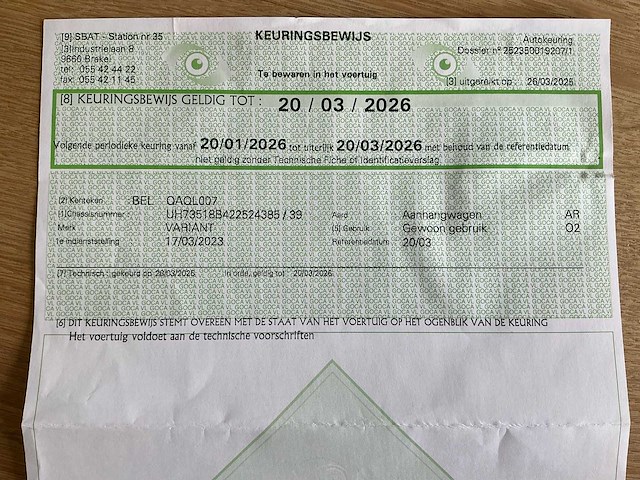 [9] SBAT - Station nr 35
KEURINGSBEWIJS
Autokeuring
[3]Industrielaan 8
Dossier n° 262350019207/1
9660 Brakel
tel: 055 42 44 22
Te bewaren in het voertuig
fax: 055 42 11 45
[3] uitgereikt op : 26/03/2025
[8] KEURINGSBEWIJS GELDIG TOT : 20 / 03 / 2026
Volgende periodieke keuring vanaf 20/01/2026 tot uiterlijk 20/03/2026 met behoud van de referentiedatum
niet geldig zonder Technische Fiche of Identificatieverslag
[2] Kenteken BEL QAQL007
[1]Chassisnummer : UH73518B422524385 / 39 Aard Aanhangwagen AR
Merk VARIANT [5] Gebruik Gewoon gebruik O2
1e indienststelling 17/03/2023 Referentiedatum 20/03
[7] Technisch : gekeurd op 26/03/2025 In orde, geldig tot : 20/03/2026
[6] DIT KEURINGSBEWIJS STEMT OVEREEN MET DE STAAT VAN HET VOERTUIG OP HET OGENBLIK VAN DE KEURING
Het voertuig voldoet aan de technische voorschriften